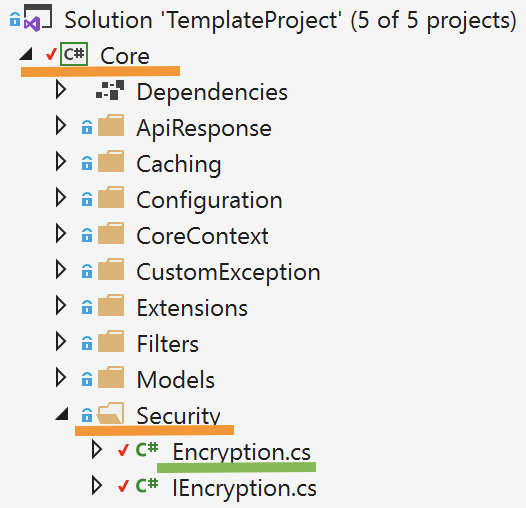 Solution 'TemplateProject' (5 of 5 projects)
C# Core
Dependencies
ApiResponse
Caching
Configuration
CoreContext
CustomException
Extensions
Filters
Models
Security
C# Encryption.cs
C# IEncryption.cs